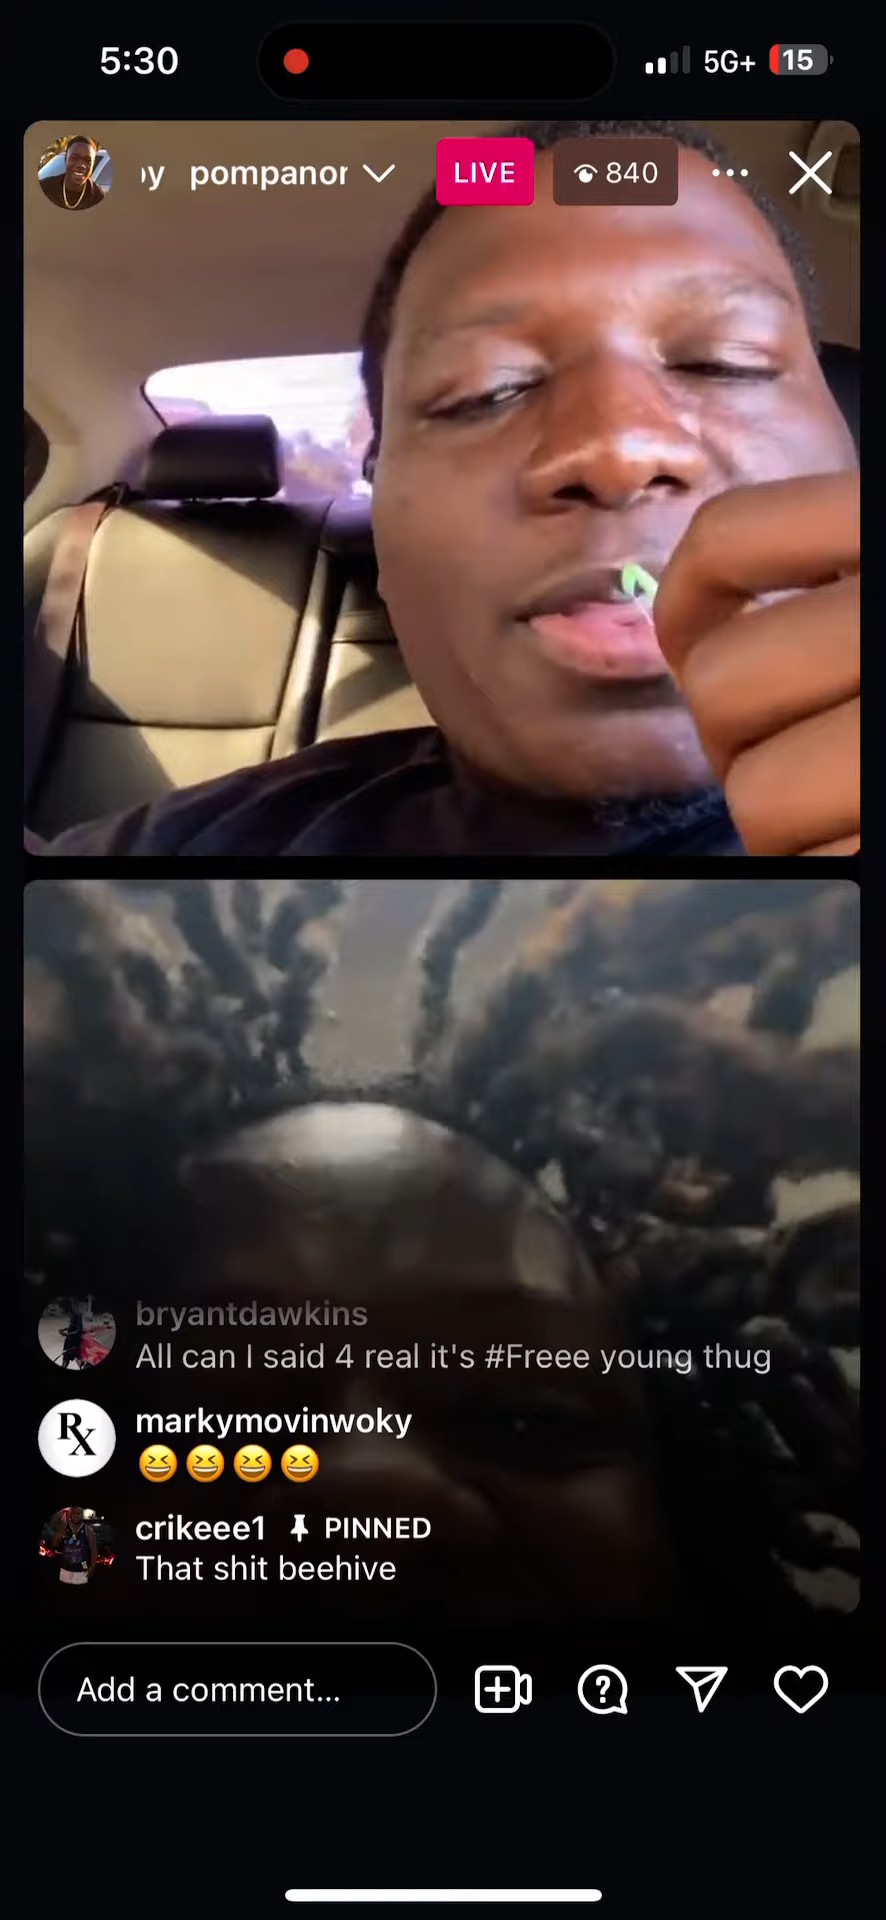 5:30
5G+ 15
pompanor
LIVE
840
bryantdawkins
All can I said 4 real it's #Freee young thug
Rx
markymovinwoky
😆😆😆😆
crikeee1 PINNED
That shit beehive
Add a comment...